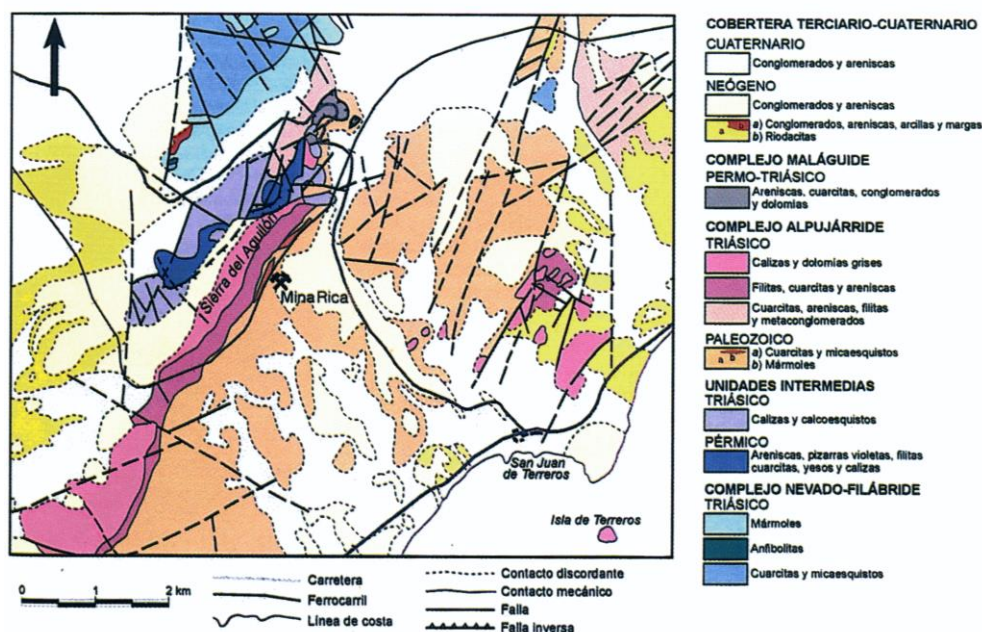 Sierra del Aguilón
Mina Rica
San Juan
de Terreros
Isla de Terreros
0 1 2 km
Carretera
Ferrocarril
Línea de costa
Contacto discordante
Contacto mecánico
Falla
Falla inversa
COBERTERA TERCIARIO-CUATERNARIO
CUATERNARIO
Conglomerados y areniscas
NEÓGENO
Conglomerados y areniscas
a b
a) Conglomerados, areniscas, arcillas y margas
b) Riodacitas
COMPLEJO MALÁGUIDE
PERMO-TRIÁSICO
Areniscas, cuarcitas, conglomerados
y dolomias
COMPLEJO ALPUJÁRRIDE
TRIÁSICO
Calizas y dolomías grises
Filitas, cuarcitas y areniscas
Cuarcitas, areniscas, filitas
y metaconglomerados
PALEOZOICO
a b
a) Cuarcitas y micaesquistos
b) Mármoles
UNIDADES INTERMEDIAS
TRIÁSICO
Calizas y calcoesquistos
PÉRMICO
Areniscas, pizarras violetas, filitas
cuarcitas, yesos y calizas
COMPLEJO NEVADO-FILÁBRIDE
TRIÁSICO
Mármoles
Anfibolitas
Cuarcitas y micaesquistos